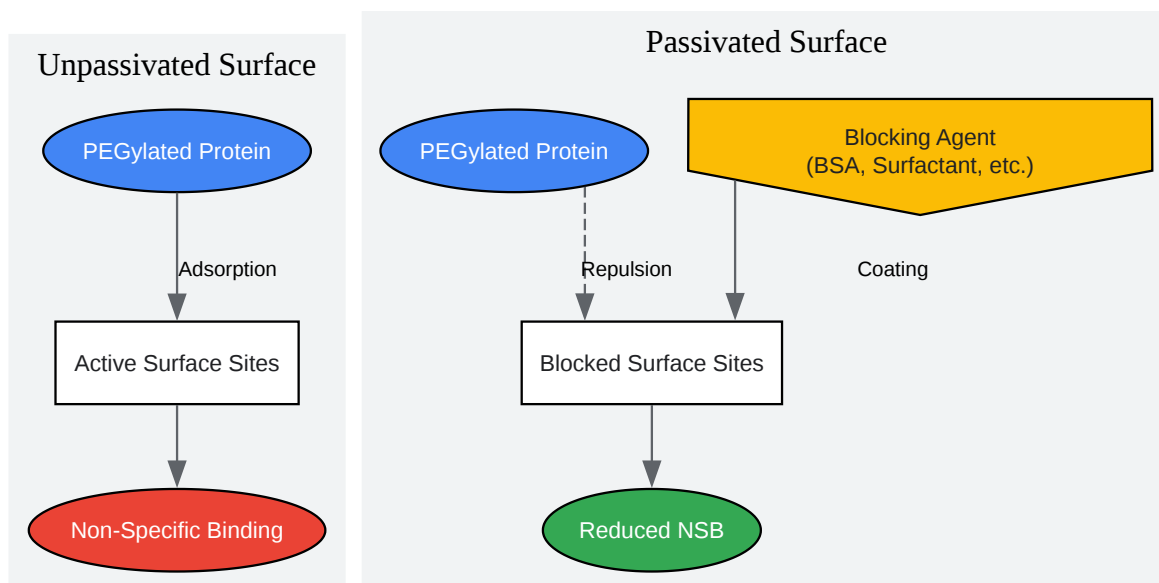 Unpassivated Surface
PEGylated Protein
Adsorption
Active Surface Sites
Non-Specific Binding
Passivated Surface
PEGylated Protein
Blocking Agent
(BSA, Surfactant, etc.)
Repulsion
Coating
Blocked Surface Sites
Reduced NSB